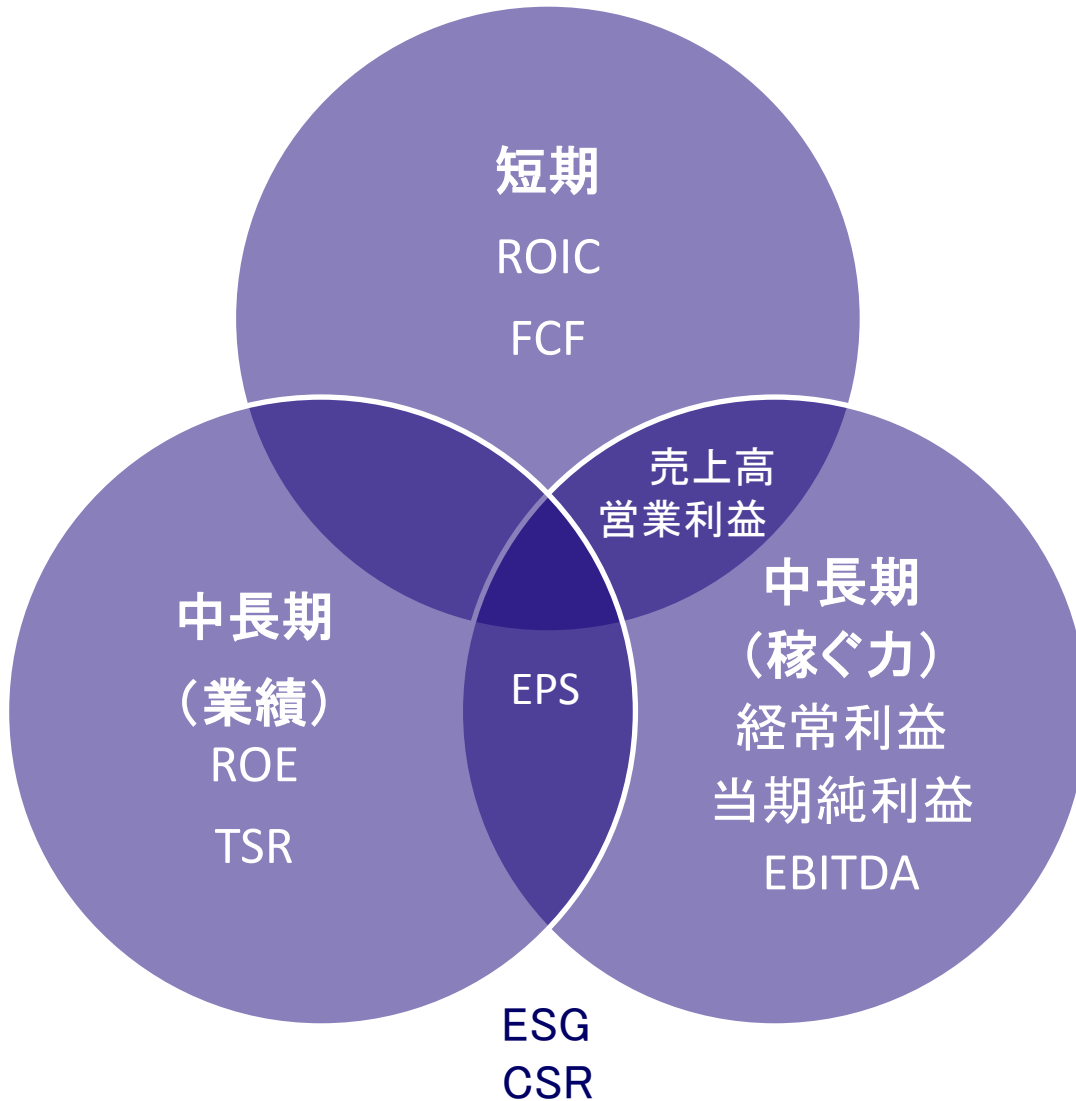 短期
ROIC
FCF
売上高
営業利益
中長期
（業績）
ROE
TSR
EPS
中長期
（稼ぐ力）
経常利益
当期純利益
EBITDA
ESG
CSR